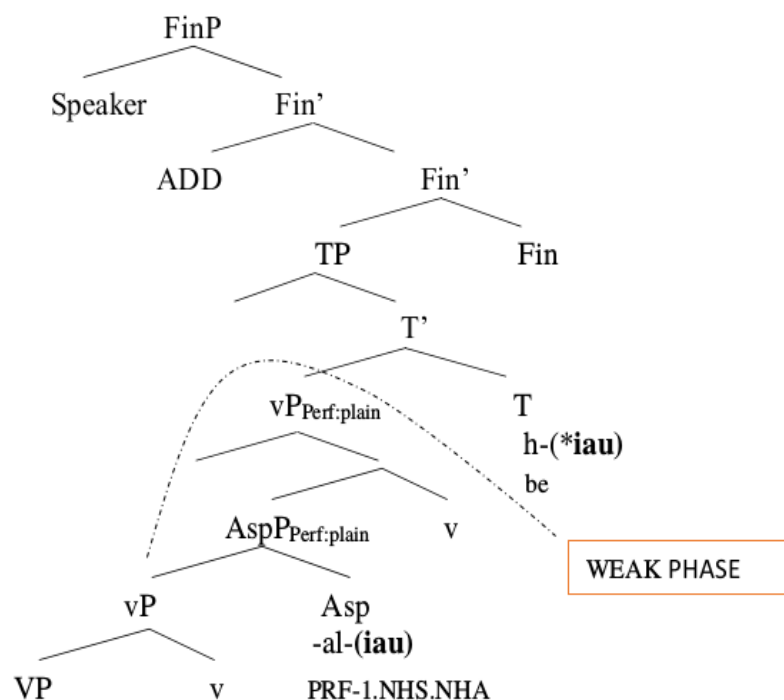 FinP
Speaker Fin’
ADD Fin’
TP Fin
T’
vPPerf:plain T
h-(*iau)
be
AspPPerf:plain v
WEAK PHASE
vP Asp
-al-(iau)
VP v PRF-1.NHS.NHA